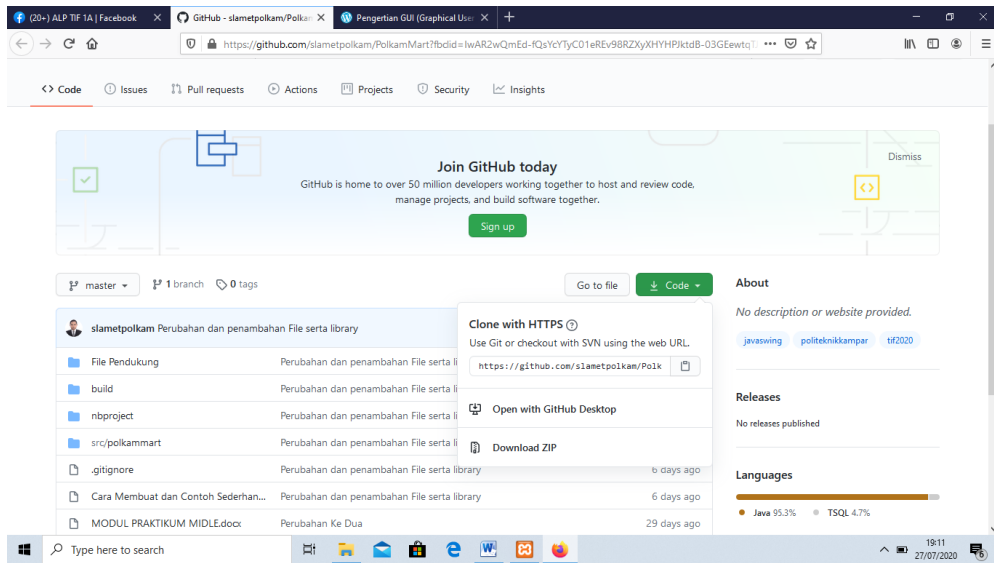 (20+) ALP TIF 1A | Facebook
GitHub - slametpolkam/Polkam
Pengertian GUI (Graphical User
https://github.com/slametpolkam/PolkamMart?fbclid=IwAR2wQmEd-fQsYcYTyC01eREv98RZXyXHYHPJktdB-03GEewtq
Code
Issues
Pull requests
Actions
Projects
Security
Insights
Join GitHub today
Dismiss
GitHub is home to over 50 million developers working together to host and review code,
manage projects, and build software together.
Sign up
master
1 branch
0 tags
Go to file
Code
About
No description or website provided.
javaswing politeknikkampar tif2020
Releases
No releases published
Languages
Java 95.3% TSQL 4.7%
slametpolkam Perubahan dan penambahan File serta library
Clone with HTTPS
Use Git or checkout with SVN using the web URL.
https://github.com/slametpolkam/Polk
Open with GitHub Desktop
Download ZIP
File Pendukung Perubahan dan penambahan File serta li
build Perubahan dan penambahan File serta li
nbproject Perubahan dan penambahan File serta li
src/polkammart Perubahan dan penambahan File serta li
.gitignore Perubahan dan penambahan File serta library 6 days ago
Cara Membuat dan Contoh Sederhan... Perubahan dan penambahan File serta library 6 days ago
MODUL PRAKTIKUM MIDLE.docx Perubahan Ke Dua 29 days ago
Type here to search
19:11
27/07/2020
6